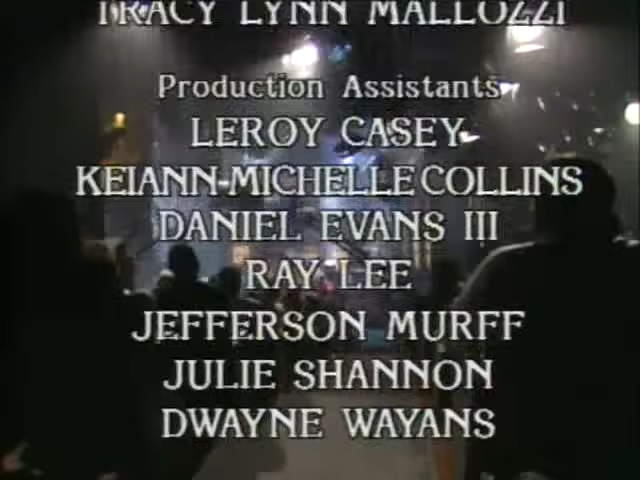 TRACY LYNN MALLOZZI
Production Assistants
LEROY CASEY
KEIANN-MICHELLE COLLINS
DANIEL EVANS III
RAY LEE
JEFFERSON MURFF
JULIE SHANNON
DWAYNE WAYANS